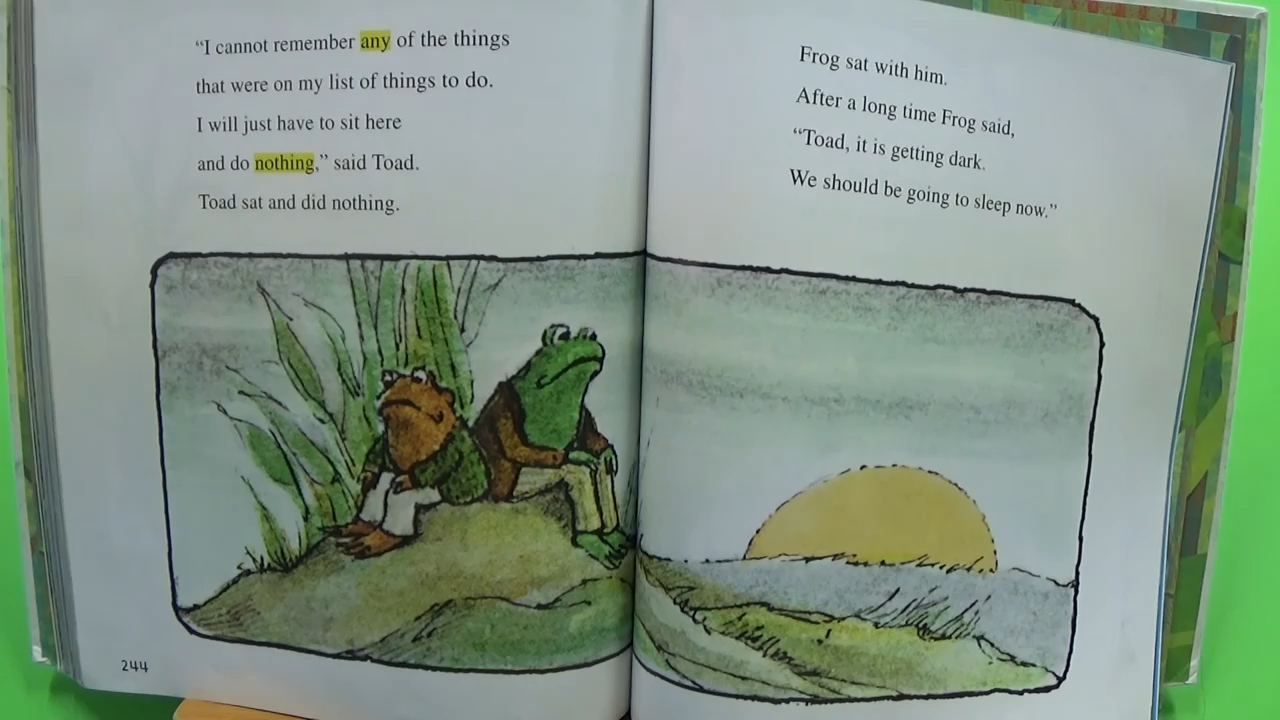 “I cannot remember any of the things
that were on my list of things to do.
I will just have to sit here
and do nothing,” said Toad.
Toad sat and did nothing.
244
Frog sat with him.
After a long time Frog said,
“Toad, it is getting dark.
We should be going to sleep now.”